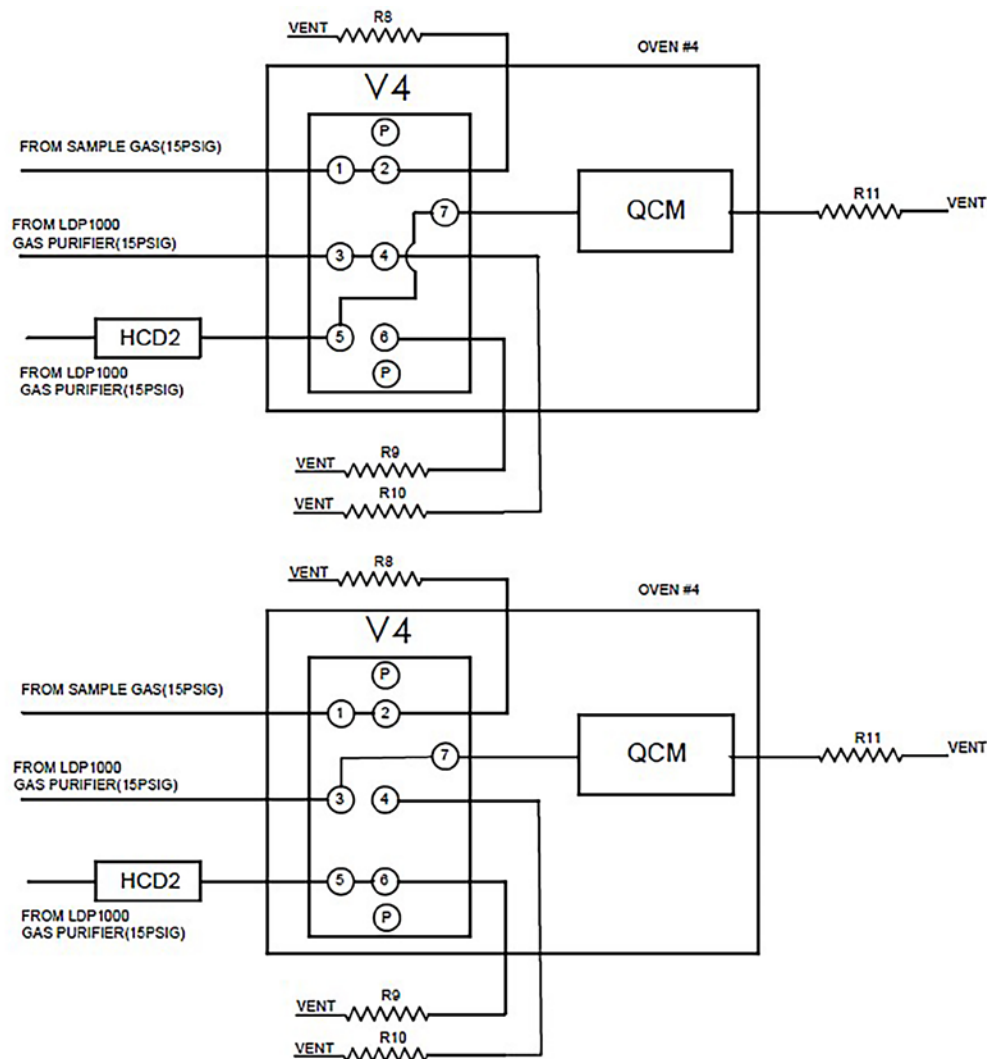 VENT
R8
OVEN #4
V4
P
FROM SAMPLE GAS(15PSIG)
1
2
R11
VENT
7
QCM
FROM LDP1000
GAS PURIFIER(15PSIG)
3
4
HCD2
5
6
FROM LDP1000
GAS PURIFIER(15PSIG)
P
R9
VENT
R10
VENT
R8
VENT
OVEN #4
V4
P
FROM SAMPLE GAS(15PSIG)
1
2
R11
VENT
7
QCM
FROM LDP1000
GAS PURIFIER(15PSIG)
3
4
HCD2
5
6
FROM LDP1000
GAS PURIFIER(15PSIG)
P
R9
VENT
R10
VENT